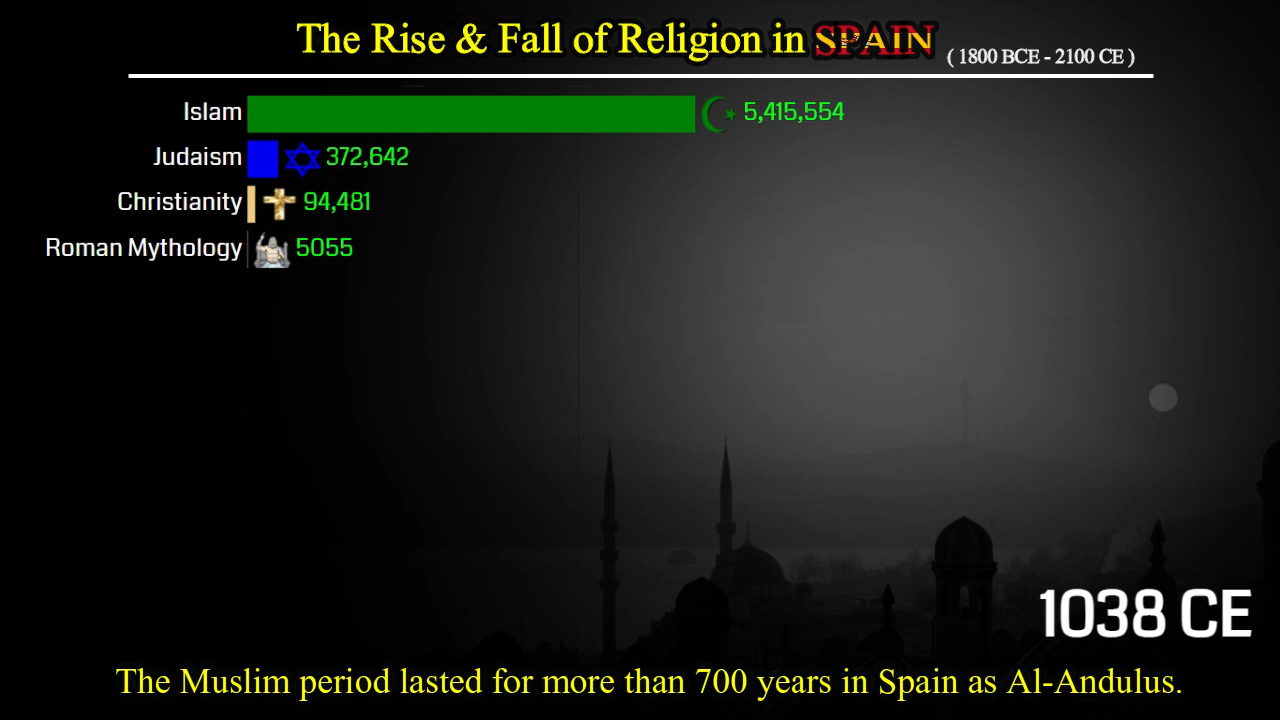 The Rise & Fall of Religion in SPAIN ( 1800 BCE - 2100 CE )
Islam 5,415,554
Judaism 372,642
Christianity 94,481
Roman Mythology 5055
1038 CE
The Muslim period lasted for more than 700 years in Spain as Al-Andulus.